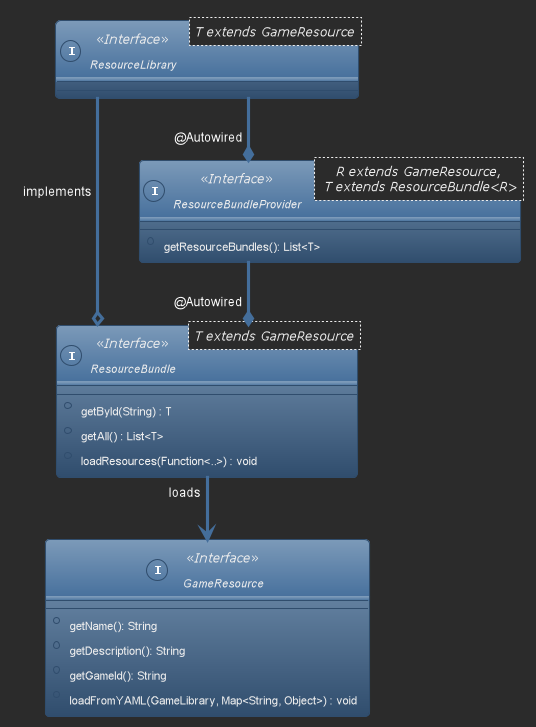 «Interface»
T extends GameResource
I
ResourceLibrary
@Autowired
implements
«Interface»
R extends GameResource,
T extends ResourceBundle<R>
I
ResourceBundleProvider
getResourceBundles(): List<T>
@Autowired
«Interface»
T extends GameResource
I
ResourceBundle
getById(String) : T
getAll() : List<T>
loadResources(Function<..>) : void
loads
«Interface»
I
GameResource
getName(): String
getDescription(): String
getGameId(): String
loadFromYAML(GameLibrary, Map<String, Object>) : void